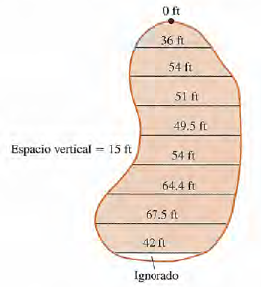 0 ft
36 ft
54 ft
51 ft
49.5 ft
Espacio vertical = 15 ft
54 ft
64.4 ft
67.5 ft
42 ft
Ignorado